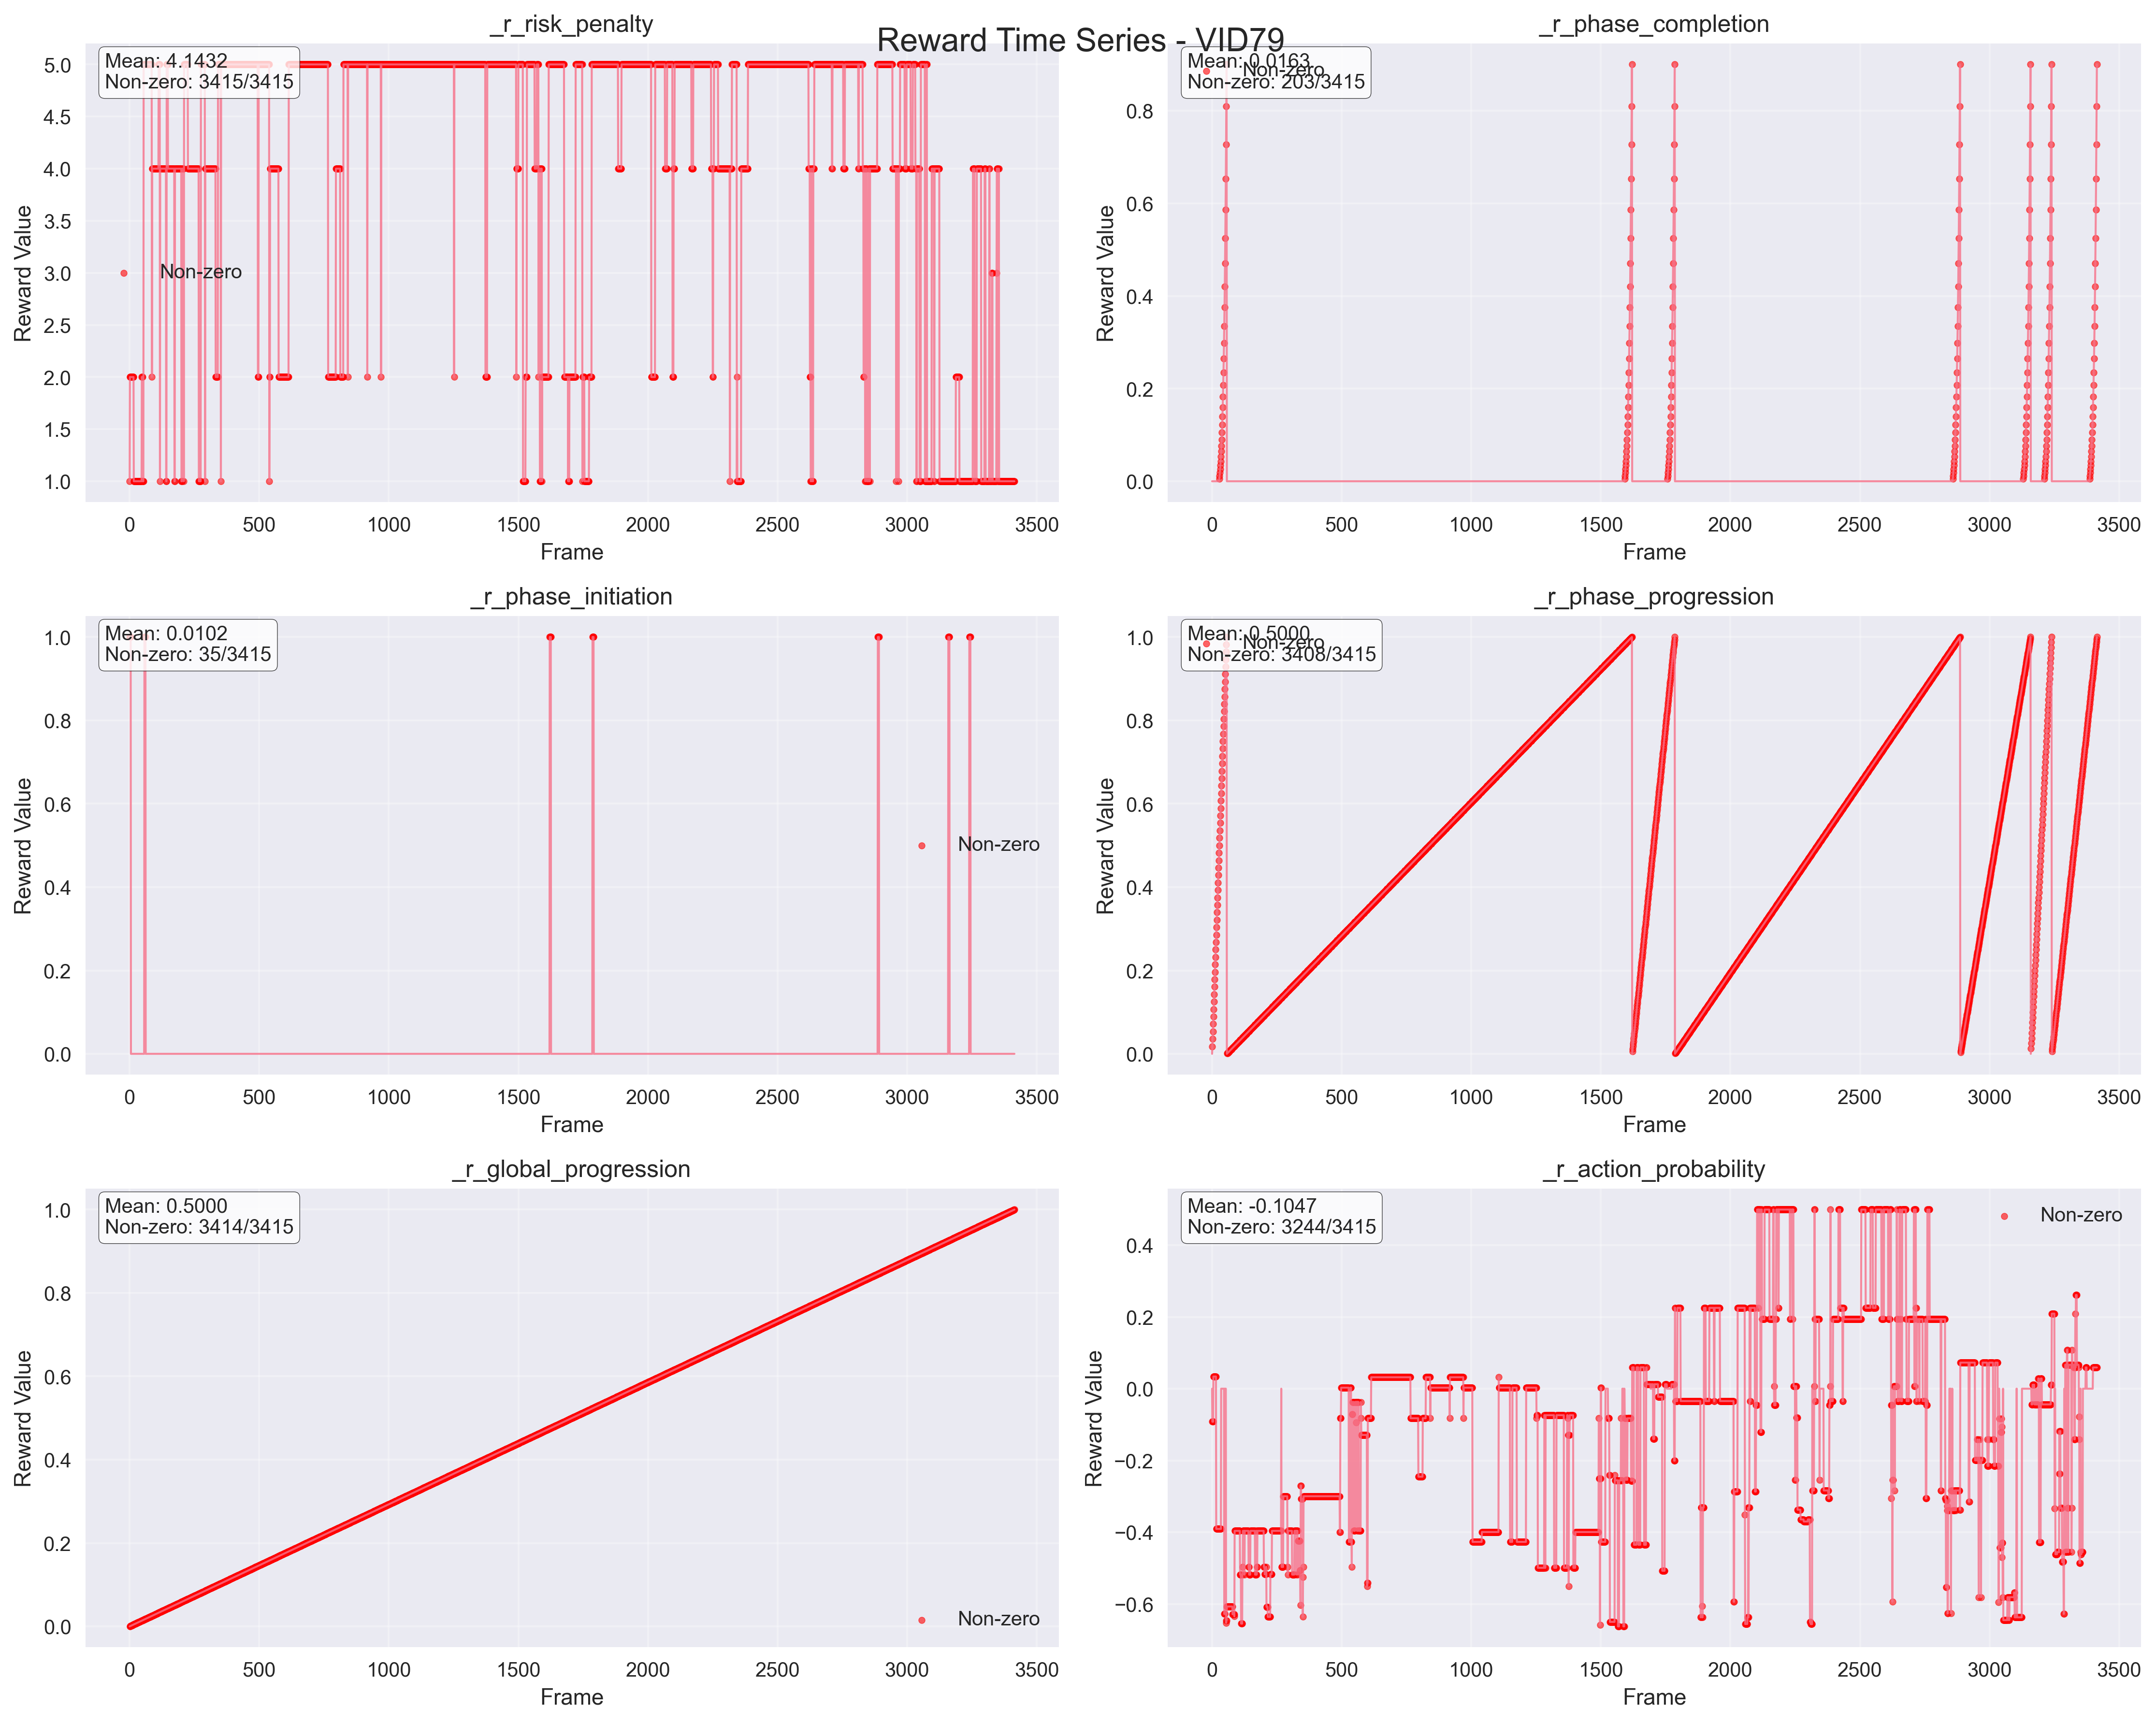 Reward Time Series - VID79
_r_risk_penalty
Mean: 4.1432
Non-zero: 3415/3415
Non-zero
Reward Value
5.0
4.5
4.0
3.5
3.0
2.5
2.0
1.5
1.0
0 500 1000 1500 2000 2500 3000 3500
Frame
_r_phase_completion
Mean: 0.0163
Non-zero: 203/3415
Non-zero
Reward Value
0.8
0.6
0.4
0.2
0.0
0 500 1000 1500 2000 2500 3000 3500
Frame
_r_phase_initiation
Mean: 0.0102
Non-zero: 35/3415
Non-zero
Reward Value
1.0
0.8
0.6
0.4
0.2
0.0
0 500 1000 1500 2000 2500 3000 3500
Frame
_r_phase_progression
Mean: 0.5000
Non-zero: 3408/3415
Non-zero
Reward Value
1.0
0.8
0.6
0.4
0.2
0.0
0 500 1000 1500 2000 2500 3000 3500
Frame
_r_global_progression
Mean: 0.5000
Non-zero: 3414/3415
Non-zero
Reward Value
1.0
0.8
0.6
0.4
0.2
0.0
0 500 1000 1500 2000 2500 3000 3500
Frame
_r_action_probability
Mean: -0.1047
Non-zero: 3244/3415
Non-zero
Reward Value
0.4
0.2
0.0
−0.2
−0.4
−0.6
0 500 1000 1500 2000 2500 3000 3500
Frame